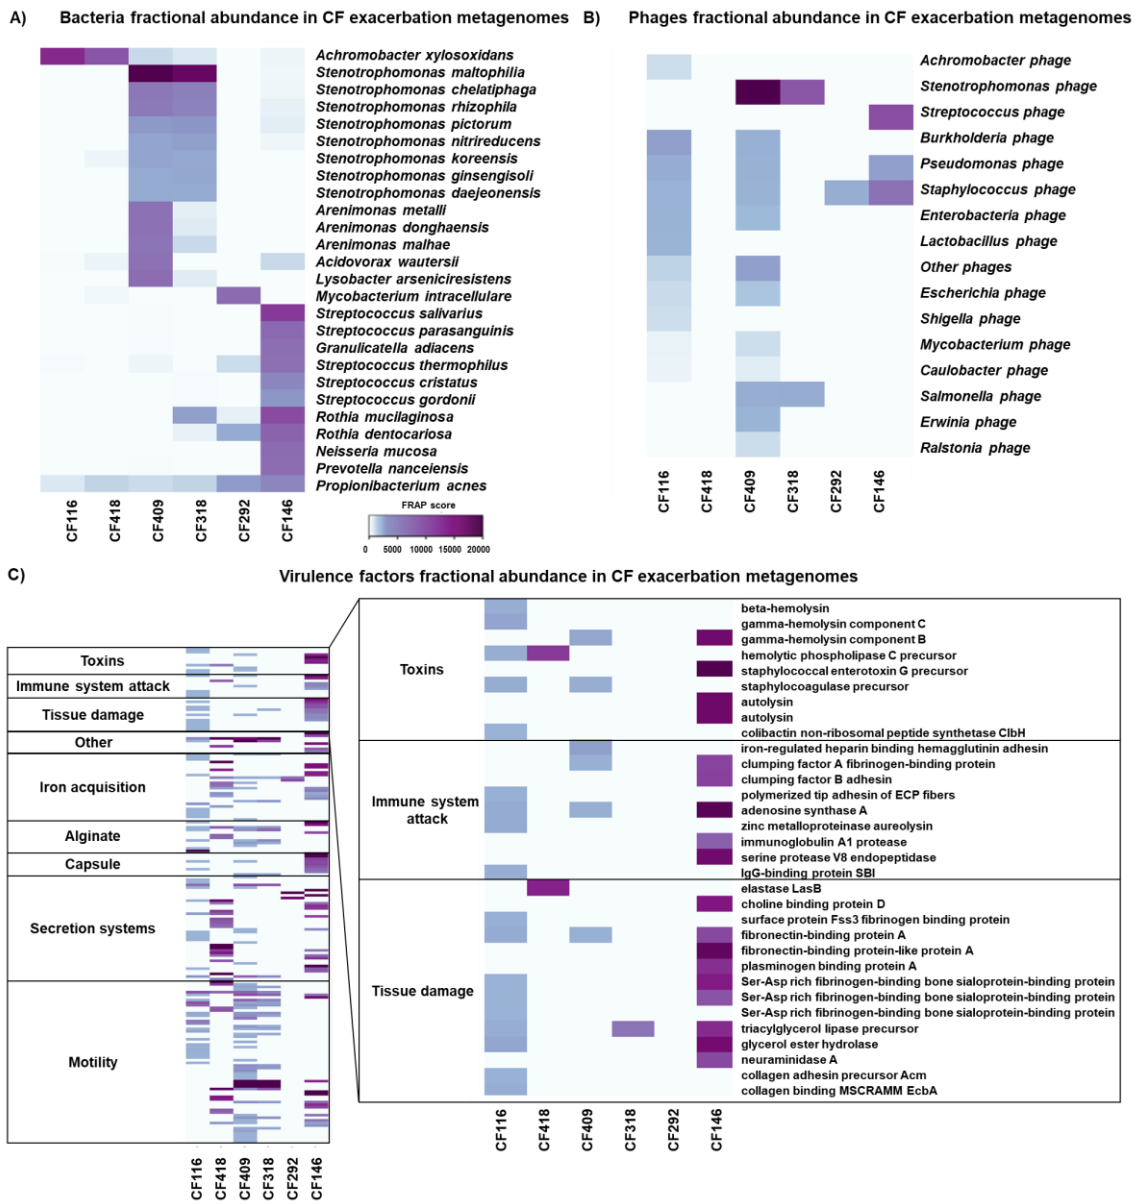 A)
Bacteria fractional abundance in CF exacerbation metagenomes
Achromobacter xylosoxidans
Stenotrophomonas maltophilia
Stenotrophomonas chelatiphaga
Stenotrophomonas rhizophila
Stenotrophomonas pictorum
Stenotrophomonas nitrireducens
Stenotrophomonas koreensis
Stenotrophomonas ginsengisoli
Stenotrophomonas daejeonensis
Arenimonas metalli
Arenimonas donghaensis
Arenimonas malhae
Acidovorax wautersii
Lysobacter arseniciresistens
Mycobacterium intracellulare
Streptococcus salivarius
Streptococcus parasanguinis
Granulicatella adiacens
Streptococcus thermophilus
Streptococcus cristatus
Streptococcus gordonii
Rothia mucilaginosa
Rothia dentocariosa
Neisseria mucosa
Prevotella nanceiensis
Propionibacterium acnes
CF116
CF418
CF409
CF318
CF292
CF146
FRAP score
0 5000 10000 15000 20000
B)
Phages fractional abundance in CF exacerbation metagenomes
Achromobacter phage
Stenotrophomonas phage
Streptococcus phage
Burkholderia phage
Pseudomonas phage
Staphylococcus phage
Enterobacteria phage
Lactobacillus phage
Other phages
Escherichia phage
Shigella phage
Mycobacterium phage
Caulobacter phage
Salmonella phage
Erwinia phage
Ralstonia phage
CF116
CF418
CF409
CF318
CF292
CF146
C)
Virulence factors fractional abundance in CF exacerbation metagenomes
Toxins
Immune system attack
Tissue damage
Other
Iron acquisition
Alginate
Capsule
Secretion systems
Motility
CF116
CF418
CF409
CF318
CF292
CF146
Toxins
beta-hemolysin
gamma-hemolysin component C
gamma-hemolysin component B
hemolytic phospholipase C precursor
staphylococcal enterotoxin G precursor
staphylocoagulase precursor
autolysin
autolysin
colibactin non-ribosomal peptide synthetase ClbH
Immune system
attack
iron-regulated heparin binding hemagglutinin adhesin
clumping factor A fibrinogen-binding protein
clumping factor B adhesin
polymerized tip adhesin of ECP fibers
adenosine synthase A
zinc metalloproteinase aureolysin
immunoglobulin A1 protease
serine protease V8 endopeptidase
IgG-binding protein SBI
Tissue damage
elastase LasB
choline binding protein D
surface protein Fss3 fibrinogen binding protein
fibronectin-binding protein A
fibronectin-binding protein-like protein A
plasminogen binding protein A
Ser-Asp rich fibrinogen-binding bone sialoprotein-binding protein
Ser-Asp rich fibrinogen-binding bone sialoprotein-binding protein
Ser-Asp rich fibrinogen-binding bone sialoprotein-binding protein
triacylglycerol lipase precursor
glycerol ester hydrolase
neuraminidase A
collagen adhesin precursor Acm
collagen binding MSCRAMM EcbA
CF116
CF418
CF409
CF318
CF292
CF146